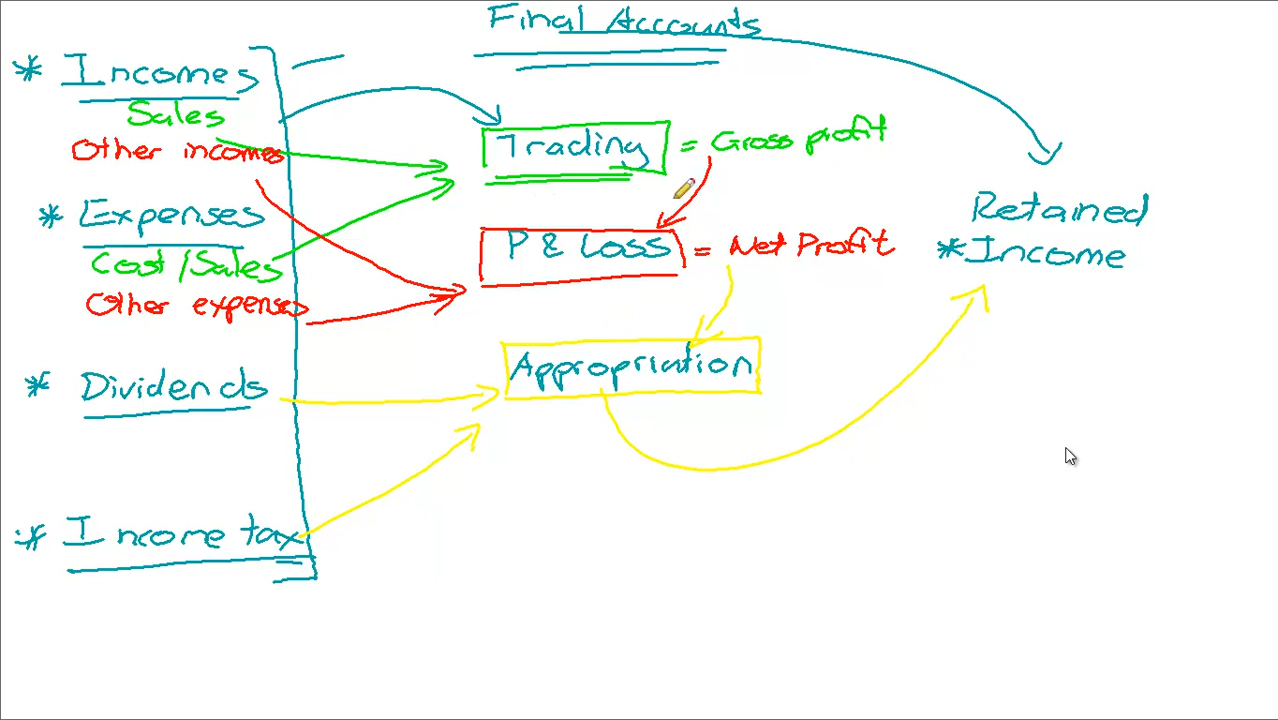 Final Accounts
* Incomes
Sales
Other incomes
* Expenses
Cost/Sales
Other expenses
* Dividends
* Income tax
Trading = Gross profit
P & Loss = Net Profit
Appropriation
Retained
* Income